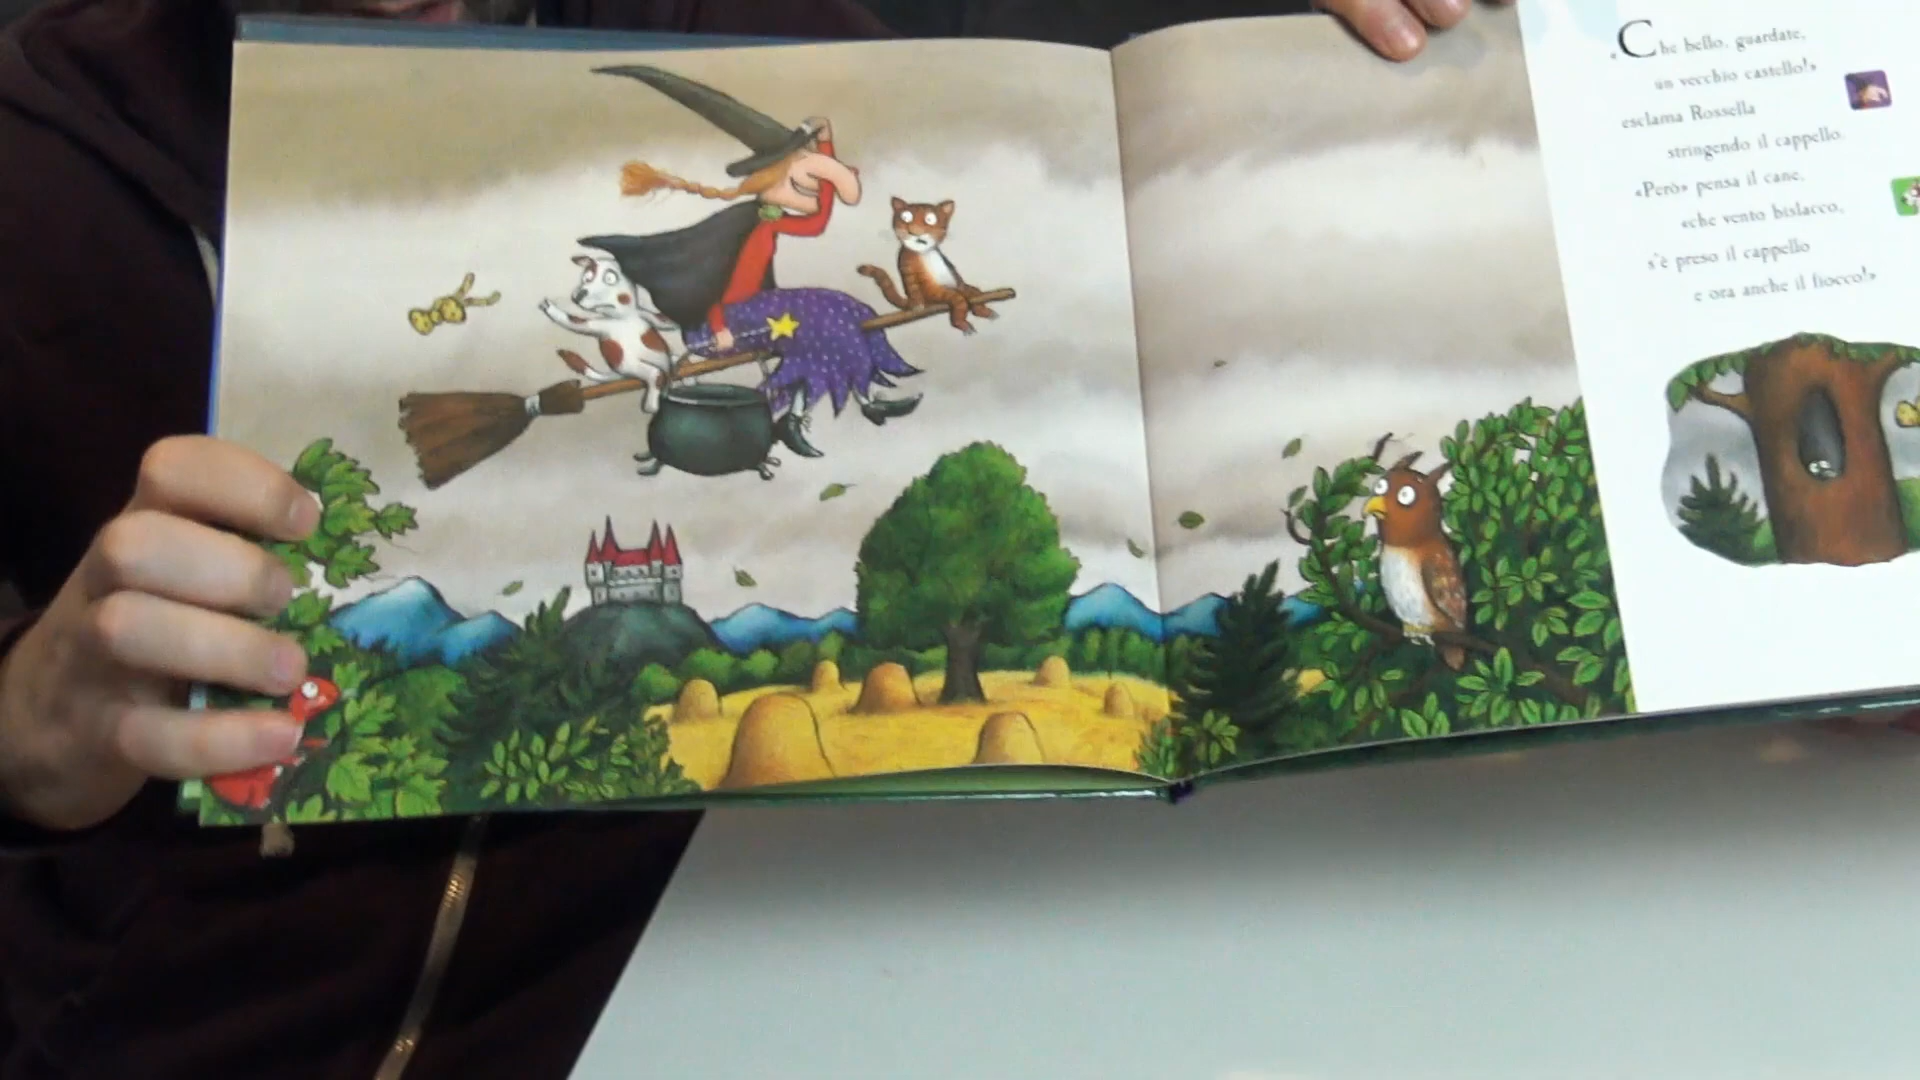 «Che bello, guardate,
un vecchio castello!»
esclama Rossella
stringendo il cappello.
«Però» pensa il cane,
«che vento bislacco,
s'è preso il cappello
e ora anche il fiocco!»